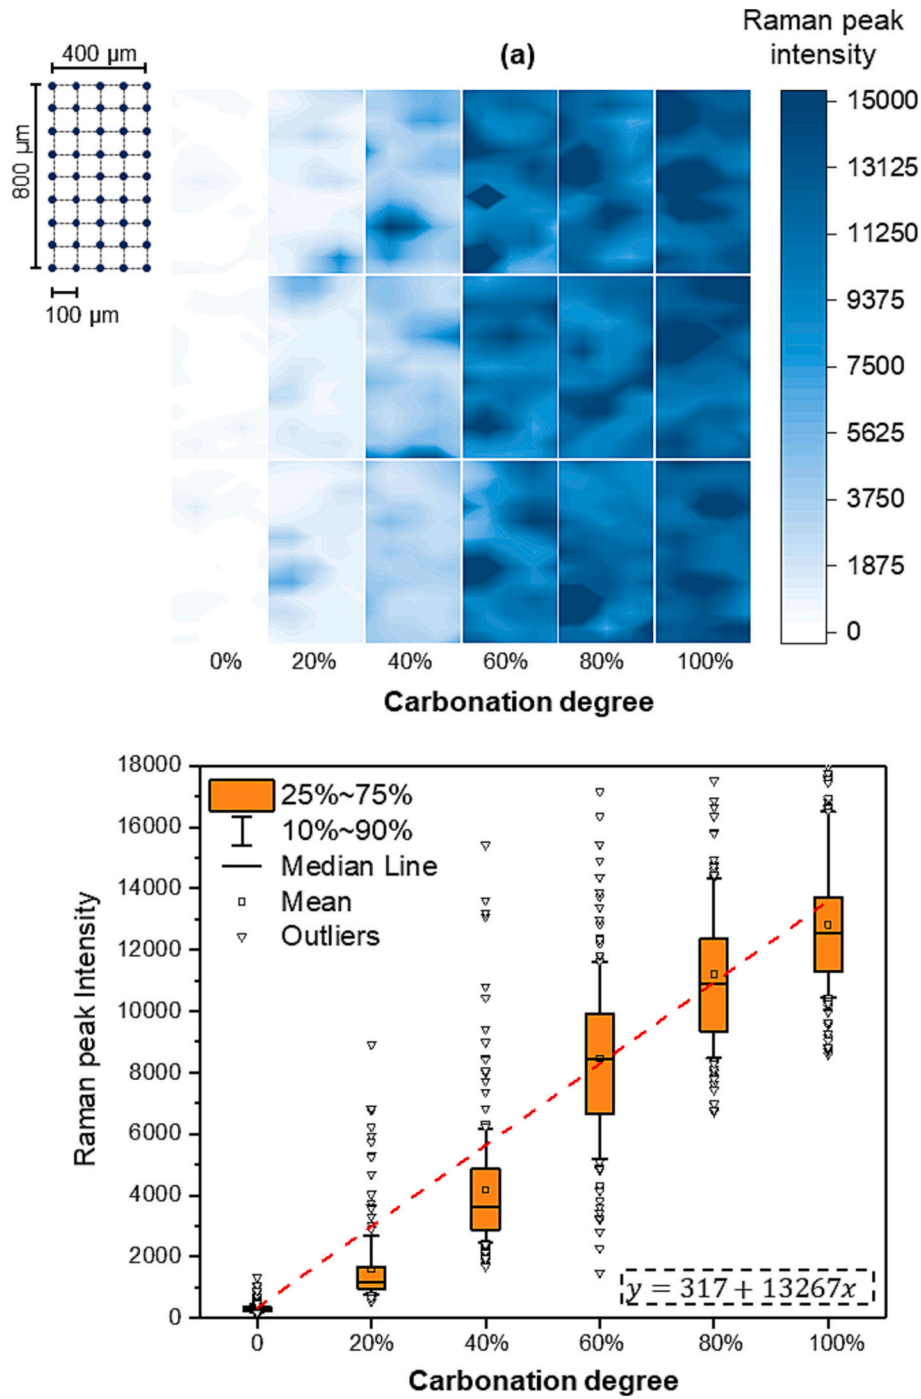 Raman peak
intensity
(a)
400 μm
800 μm
100 μm
15000
13125
11250
9375
7500
5625
3750
1875
0
0% 20% 40% 60% 80% 100%
Carbonation degree
18000
16000
14000
12000
10000
8000
6000
4000
2000
0
Raman peak Intensity
25%~75%
10%~90%
Median Line
Mean
Outliers
y = 317 + 13267x
0 20% 40% 60% 80% 100%
Carbonation degree